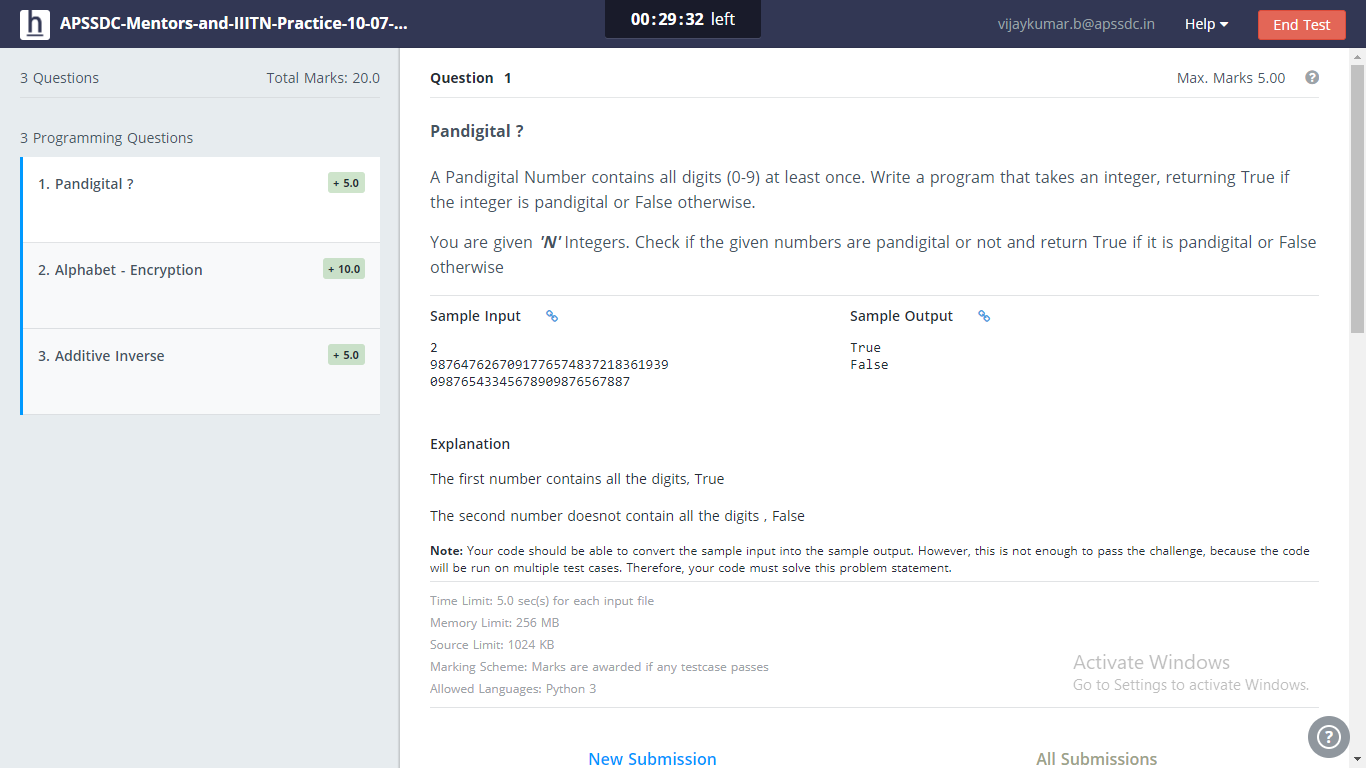 h APSSDC-Mentors-and-IIITN-Practice-10-07-... 00:29:32 left vijaykumar.b@apssdc.in Help End Test
3 Questions Total Marks: 20.0
3 Programming Questions
1. Pandigital ? + 5.0
2. Alphabet - Encryption + 10.0
3. Additive Inverse + 5.0
Question 1 Max. Marks 5.00 ?
Pandigital ?
A Pandigital Number contains all digits (0-9) at least once. Write a program that takes an integer, returning True if
the integer is pandigital or False otherwise.
You are given 'N' Integers. Check if the given numbers are pandigital or not and return True if it is pandigital or False
otherwise
Sample Input Sample Output
2 True
9876476267091776574837218361939 False
09876543345678909876567887
Explanation
The first number contains all the digits, True
The second number doesnot contain all the digits , False
Note: Your code should be able to convert the sample input into the sample output. However, this is not enough to pass the challenge, because the code
will be run on multiple test cases. Therefore, your code must solve this problem statement.
Time Limit: 5.0 sec(s) for each input file
Memory Limit: 256 MB
Source Limit: 1024 KB
Marking Scheme: Marks are awarded if any testcase passes
Allowed Languages: Python 3
Activate Windows
Go to Settings to activate Windows.
New Submission All Submissions
?